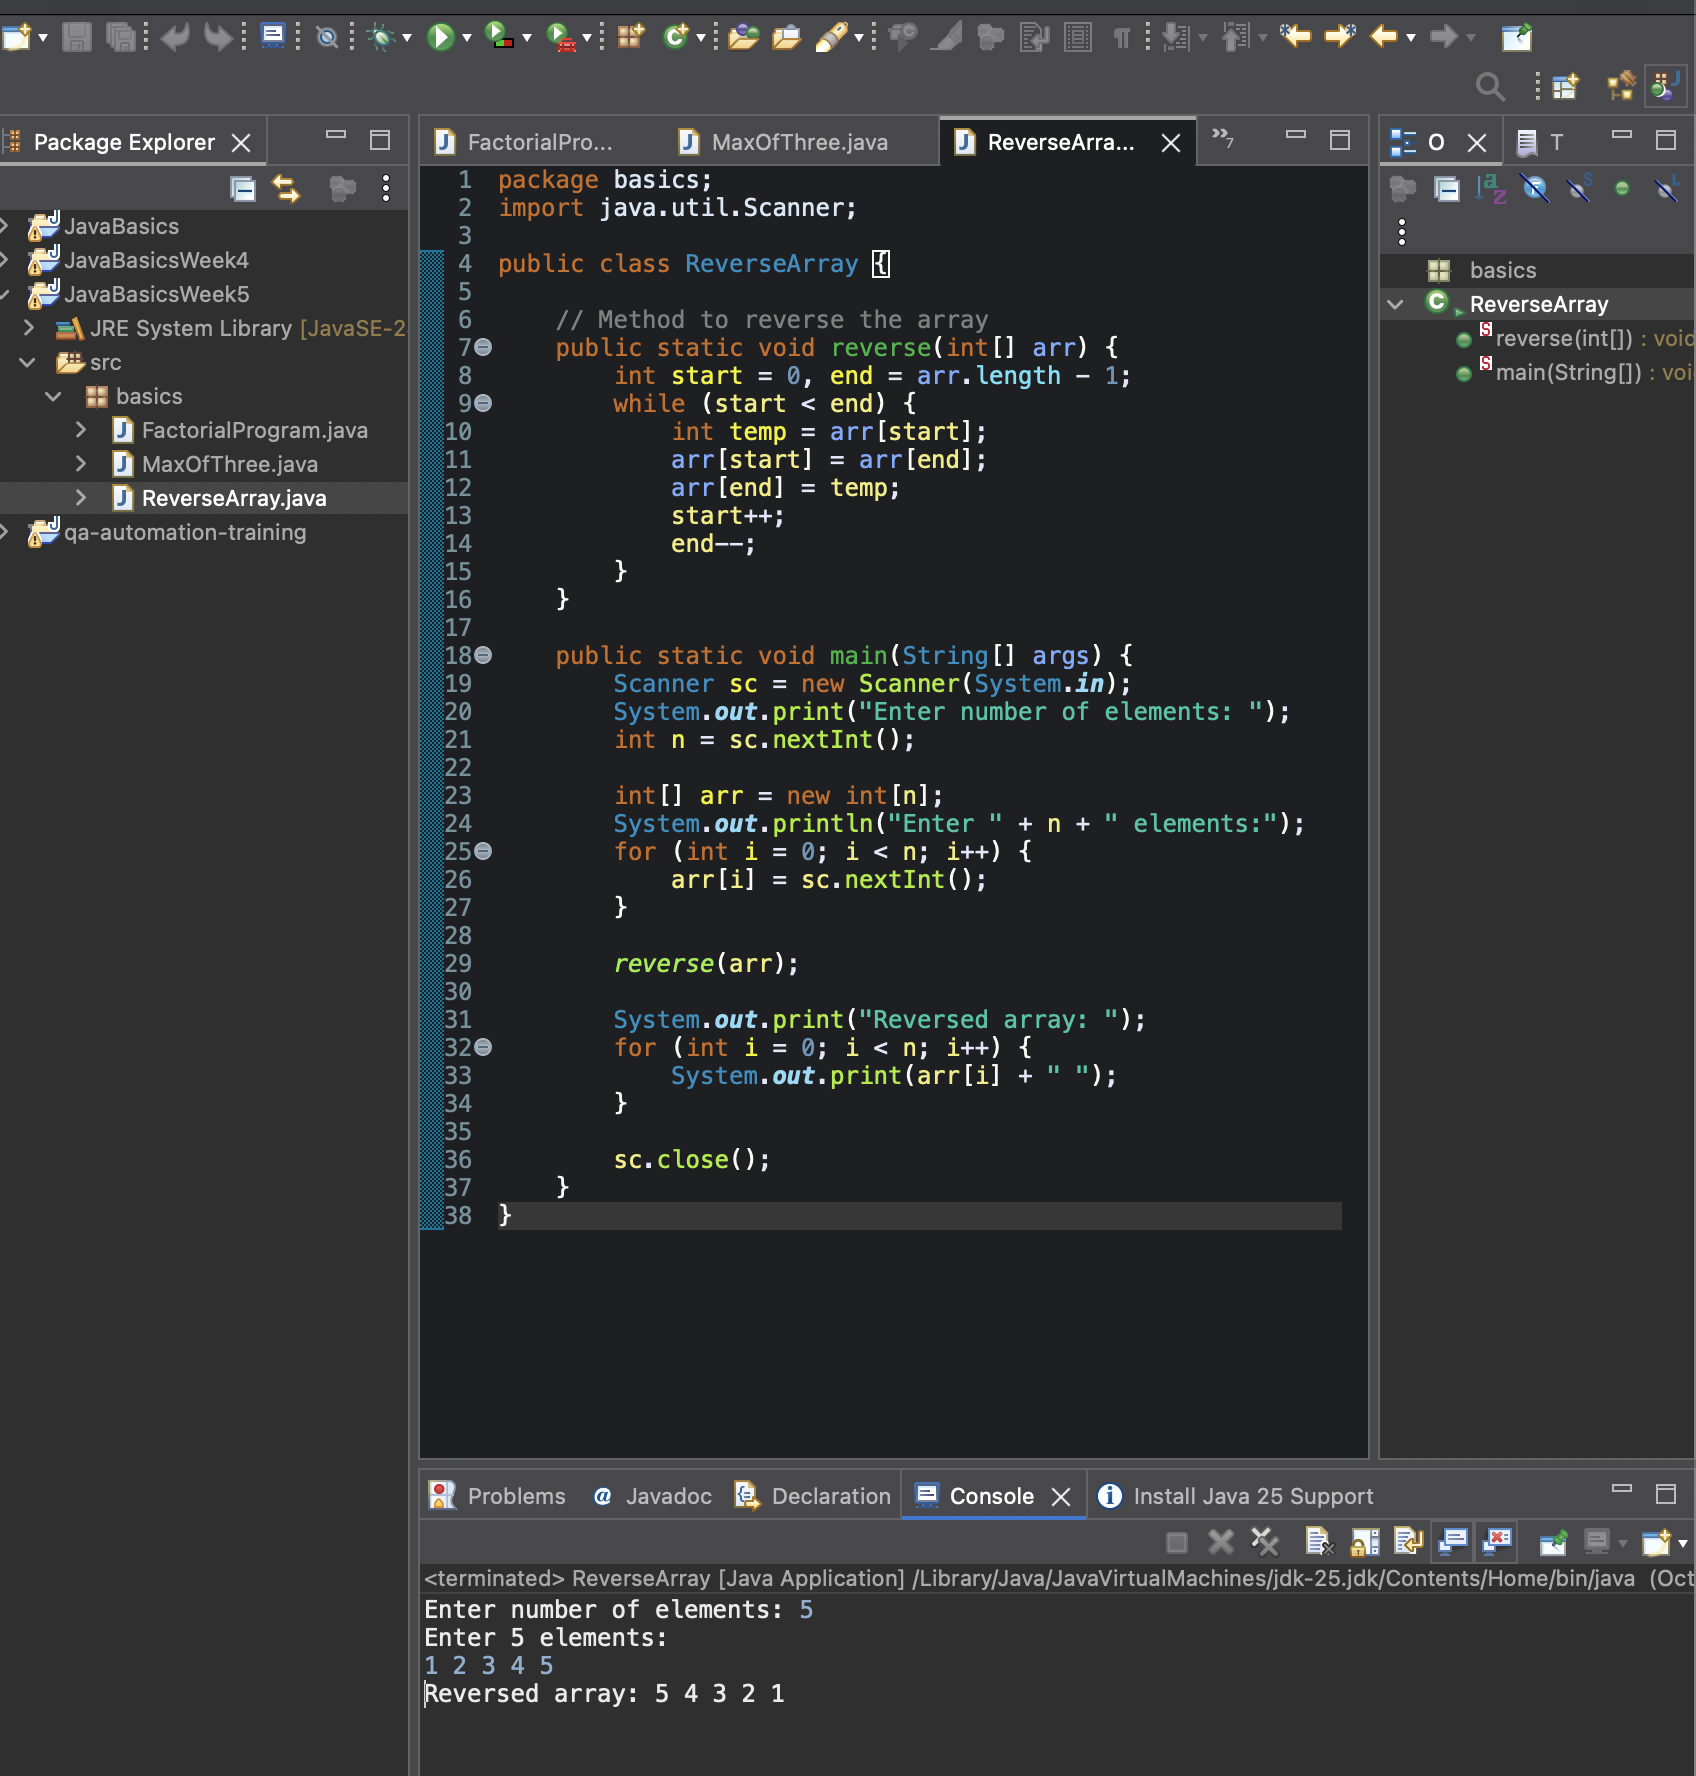 Package Explorer
JavaBasics
JavaBasicsWeek4
JavaBasicsWeek5
JRE System Library [JavaSE-2
src
basics
FactorialProgram.java
MaxOfThree.java
ReverseArray.java
qa-automation-training
FactorialPro... MaxOfThree.java ReverseArra... »7
1 package basics;
2 import java.util.Scanner;
3
4 public class ReverseArray {
5
6     // Method to reverse the array
7     public static void reverse(int[] arr) {
8         int start = 0, end = arr.length - 1;
9         while (start < end) {
10             int temp = arr[start];
11             arr[start] = arr[end];
12             arr[end] = temp;
13             start++;
14             end--;
15         }
16     }
17
18     public static void main(String[] args) {
19         Scanner sc = new Scanner(System.in);
20         System.out.print("Enter number of elements: ");
21         int n = sc.nextInt();
22
23         int[] arr = new int[n];
24         System.out.println("Enter " + n + " elements:");
25         for (int i = 0; i < n; i++) {
26             arr[i] = sc.nextInt();
27         }
28
29         reverse(arr);
30
31         System.out.print("Reversed array: ");
32         for (int i = 0; i < n; i++) {
33             System.out.print(arr[i] + " ");
34         }
35
36         sc.close();
37     }
38 }
O T
basics
ReverseArray
reverse(int[]) : void
main(String[]) : voi
Problems Javadoc Declaration Console Install Java 25 Support
<terminated> ReverseArray [Java Application] /Library/Java/JavaVirtualMachines/jdk-25.jdk/Contents/Home/bin/java (Oct
Enter number of elements: 5
Enter 5 elements:
1 2 3 4 5
Reversed array: 5 4 3 2 1